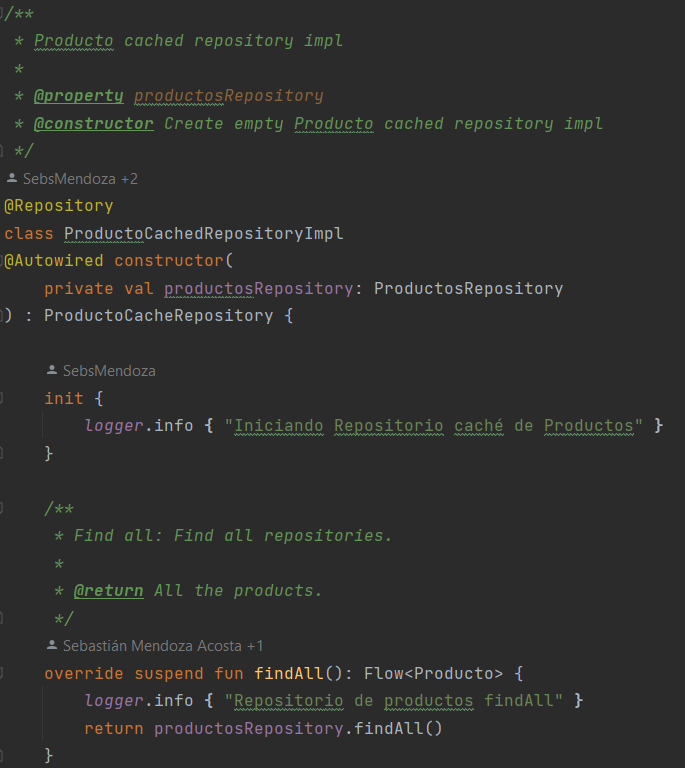 /**
 * Producto cached repository impl
 *
 * @property productosRepository
 * @constructor Create empty Producto cached repository impl
 */
SebsMendoza +2
@Repository
class ProductoCachedRepositoryImpl
@Autowired constructor(
    private val productosRepository: ProductosRepository
) : ProductoCacheRepository {
    SebsMendoza
    init {
        logger.info { "Iniciando Repositorio caché de Productos" }
    }
    /**
     * Find all: Find all repositories.
     *
     * @return All the products.
     */
    Sebastián Mendoza Acosta +1
    override suspend fun findAll(): Flow<Producto> {
        logger.info { "Repositorio de productos findAll" }
        return productosRepository.findAll()
    }